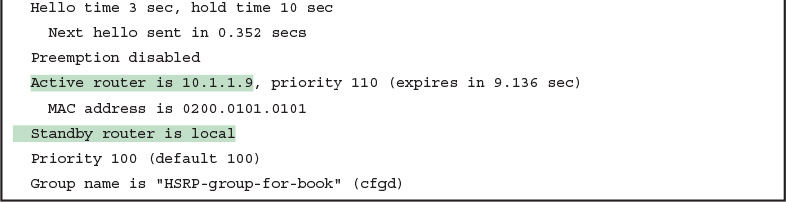 Hello time 3 sec, hold time 10 sec
Next hello sent in 0.352 secs
Preemption disabled
Active router is 10.1.1.9, priority 110 (expires in 9.136 sec)
MAC address is 0200.0101.0101
Standby router is local
Priority 100 (default 100)
Group name is "HSRP-group-for-book" (cfgd)